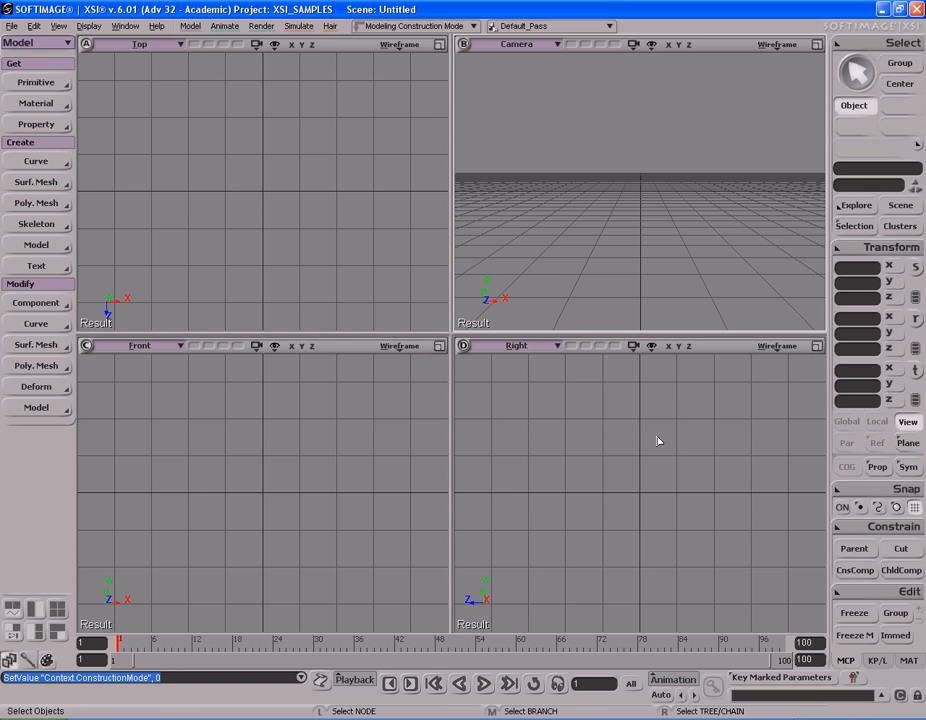 SOFTIMAGE® | XSI® v.6.01 (Adv 32 - Academic) Project: XSI_SAMPLES Scene: Untitled
File Edit View Display Window Help Model Animate Render Simulate Hair Modeling Construction Mode Default_Pass SOFTIMAGE|XSI
Model A Top X Y Z Wireframe B Camera X Y Z Wireframe Select
Get Group
Primitive Center
Material Object
Property
Create
Curve
Surf. Mesh
Poly. Mesh Explore Scene
Skeleton Selection Clusters
Model Transform
Text x S
Modify y
Component X X z
Z
Curve Result Result x r
Surf. Mesh C Front X Y Z Wireframe D Right X Y Z Wireframe y
z
Poly. Mesh x t
Deform y
Model z
Global Local View
Par Ref Plane
COG Prop Sym
Snap
ON
Constrain
Parent Cut
CnsComp ChldComp
Y Y Edit
Z X Z X Freeze Group
Result Result Freeze M Immed
1 1 6 12 18 24 30 36 42 48 54 60 66 72 78 84 90 96 100
1 1 100 100 MCP KP/L MAT
SetValue "Context.ConstructionMode", 0 Playback 1 All Animation Key Marked Parameters
Auto
Select Objects L Select NODE M Select BRANCH R Select TREE/CHAIN